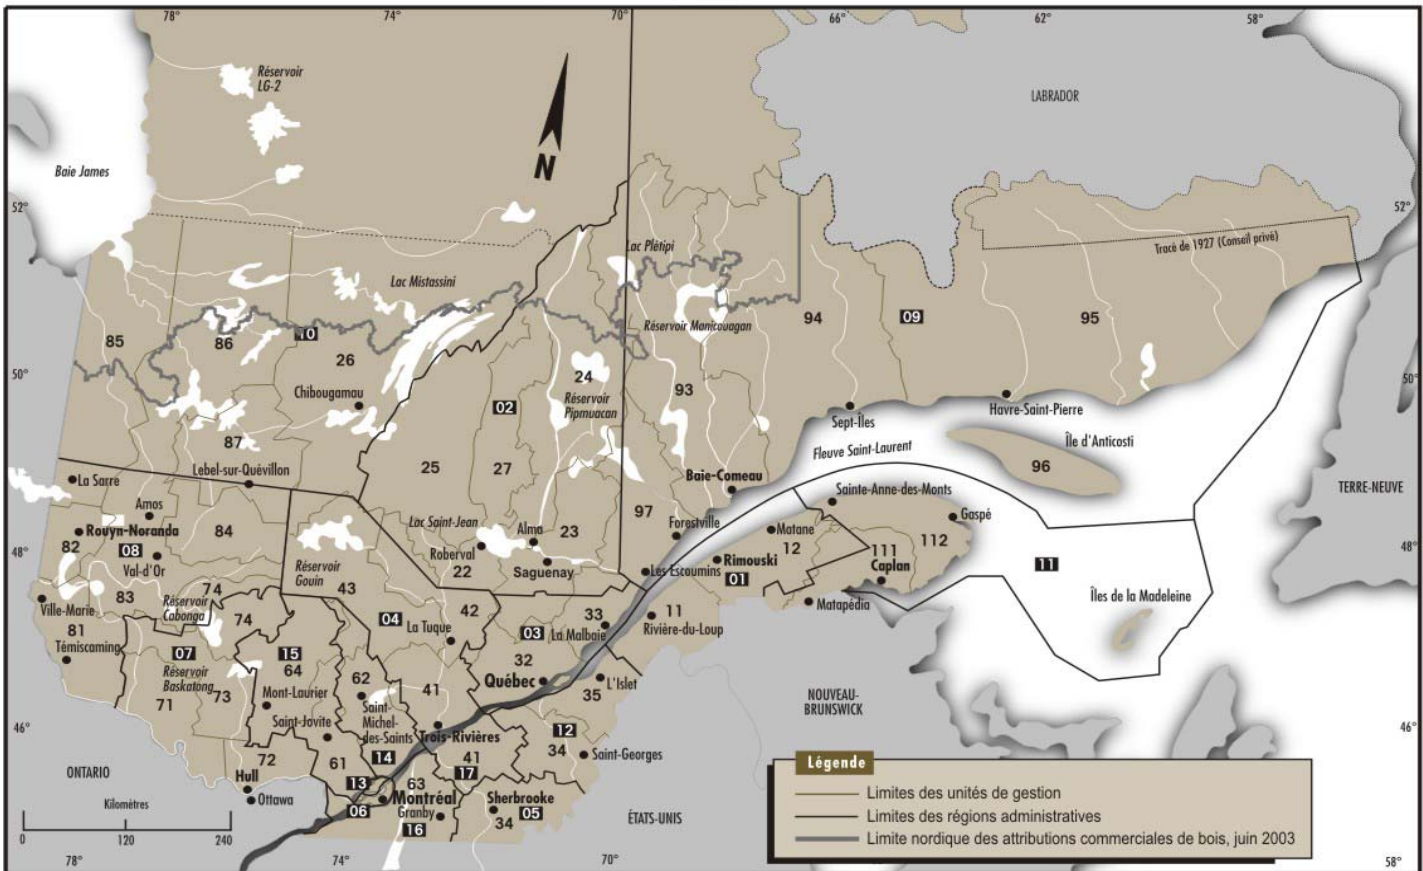 78°
74°
70°
66°
62°
58°
Réservoir
LG-2
LABRADOR
N
Baie James
52°
52°
Lac Plétipi
Tracé de 1927 (Conseil privé)
Lac Mistassini
94
09
95
Réservoir Manicouagan
85
86
10
26
50°
50°
24
93
Chibougamau
02
Réservoir
Pipmuacan
Havre-Saint-Pierre
Sept-Îles
87
Île d'Anticosti
Fleuve Saint-Laurent
25
27
96
Lebel-sur-Quévillon
Baie-Comeau
La Sarre
TERRE-NEUVE
Sainte-Anne-des-Monts
Amos
97
Gaspé
Rouyn-Noranda
84
Lac Saint-Jean
Alma
23
Forestville
Matane
112
82
08
Roberval
12
111
48°
48°
Val-d'Or
Réservoir
Gouin
22
Saguenay
Les Escoumins
Rimouski
Caplan
11
01
83
74
43
Ville-Marie
Réservoir
Cabonga
74
42
33
11
Matapédia
Îles de la Madeleine
04
03
La Malbaie
Rivière-du-Loup
81
La Tuque
Témiscaming
07
15
32
Réservoir
Baskatong
64
62
Québec
L'Islet
71
73
Mont-Laurier
41
35
NOUVEAU-
BRUNSWICK
Saint-Jovite
Saint-
Michel-
des-Saints
46°
46°
Trois-Rivières
12
34
Saint-Georges
72
61
14
41
17
ONTARIO
Hull
13
63
Ottawa
Montréal
Sherbrooke
Kilomètres
06
Granby
34
05
ÉTATS-UNIS
16
0
120
240
78°
74°
70°
58°
Légende
Limites des unités de gestion
Limites des régions administratives
Limite nordique des attributions commerciales de bois, juin 2003